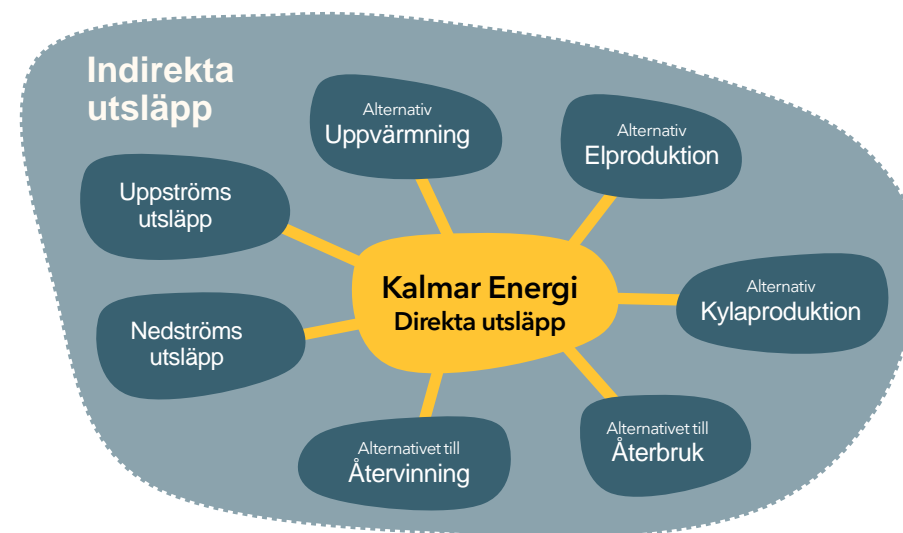 Indirekta
utsläpp
Alternativ
Uppvärmning
Alternativ
Elproduktion
Uppströms
utsläpp
Kalmar Energi
Direkta utsläpp
Alternativ
Kylaproduktion
Nedströms
utsläpp
Alternativet till
Återvinning
Alternativet till
Återbruk